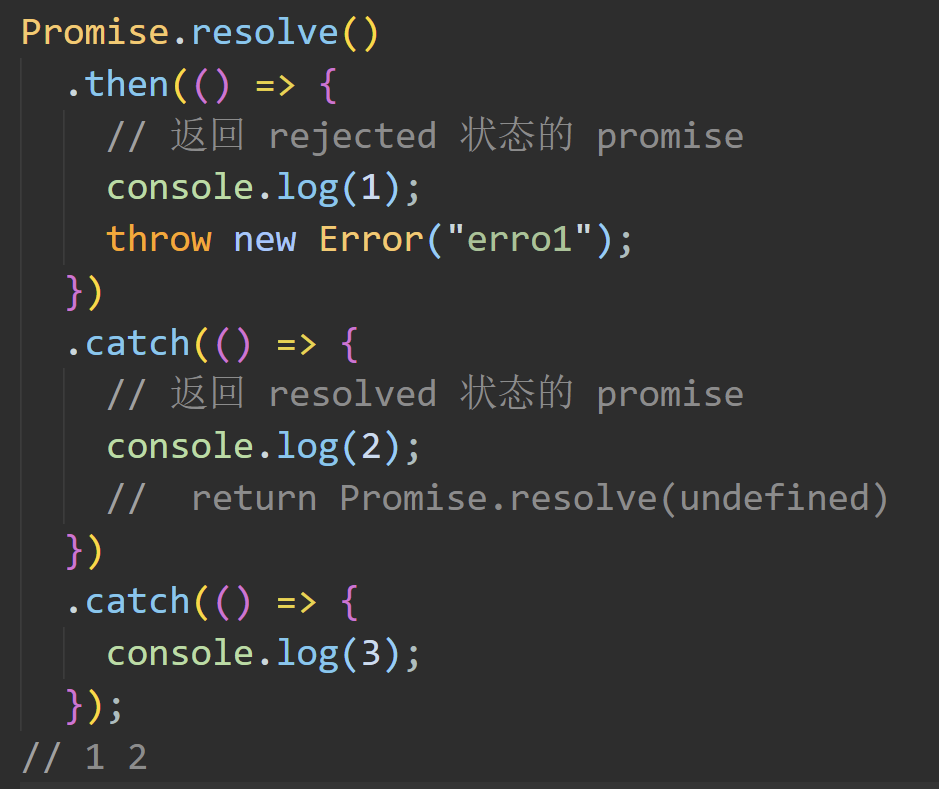 Promise.resolve()
  .then(() => {
    // 返回 rejected 状态的 promise
    console.log(1);
    throw new Error("erro1");
  })
  .catch(() => {
    // 返回 resolved 状态的 promise
    console.log(2);
    //  return Promise.resolve(undefined)
  })
  .catch(() => {
    console.log(3);
  });
// 1 2